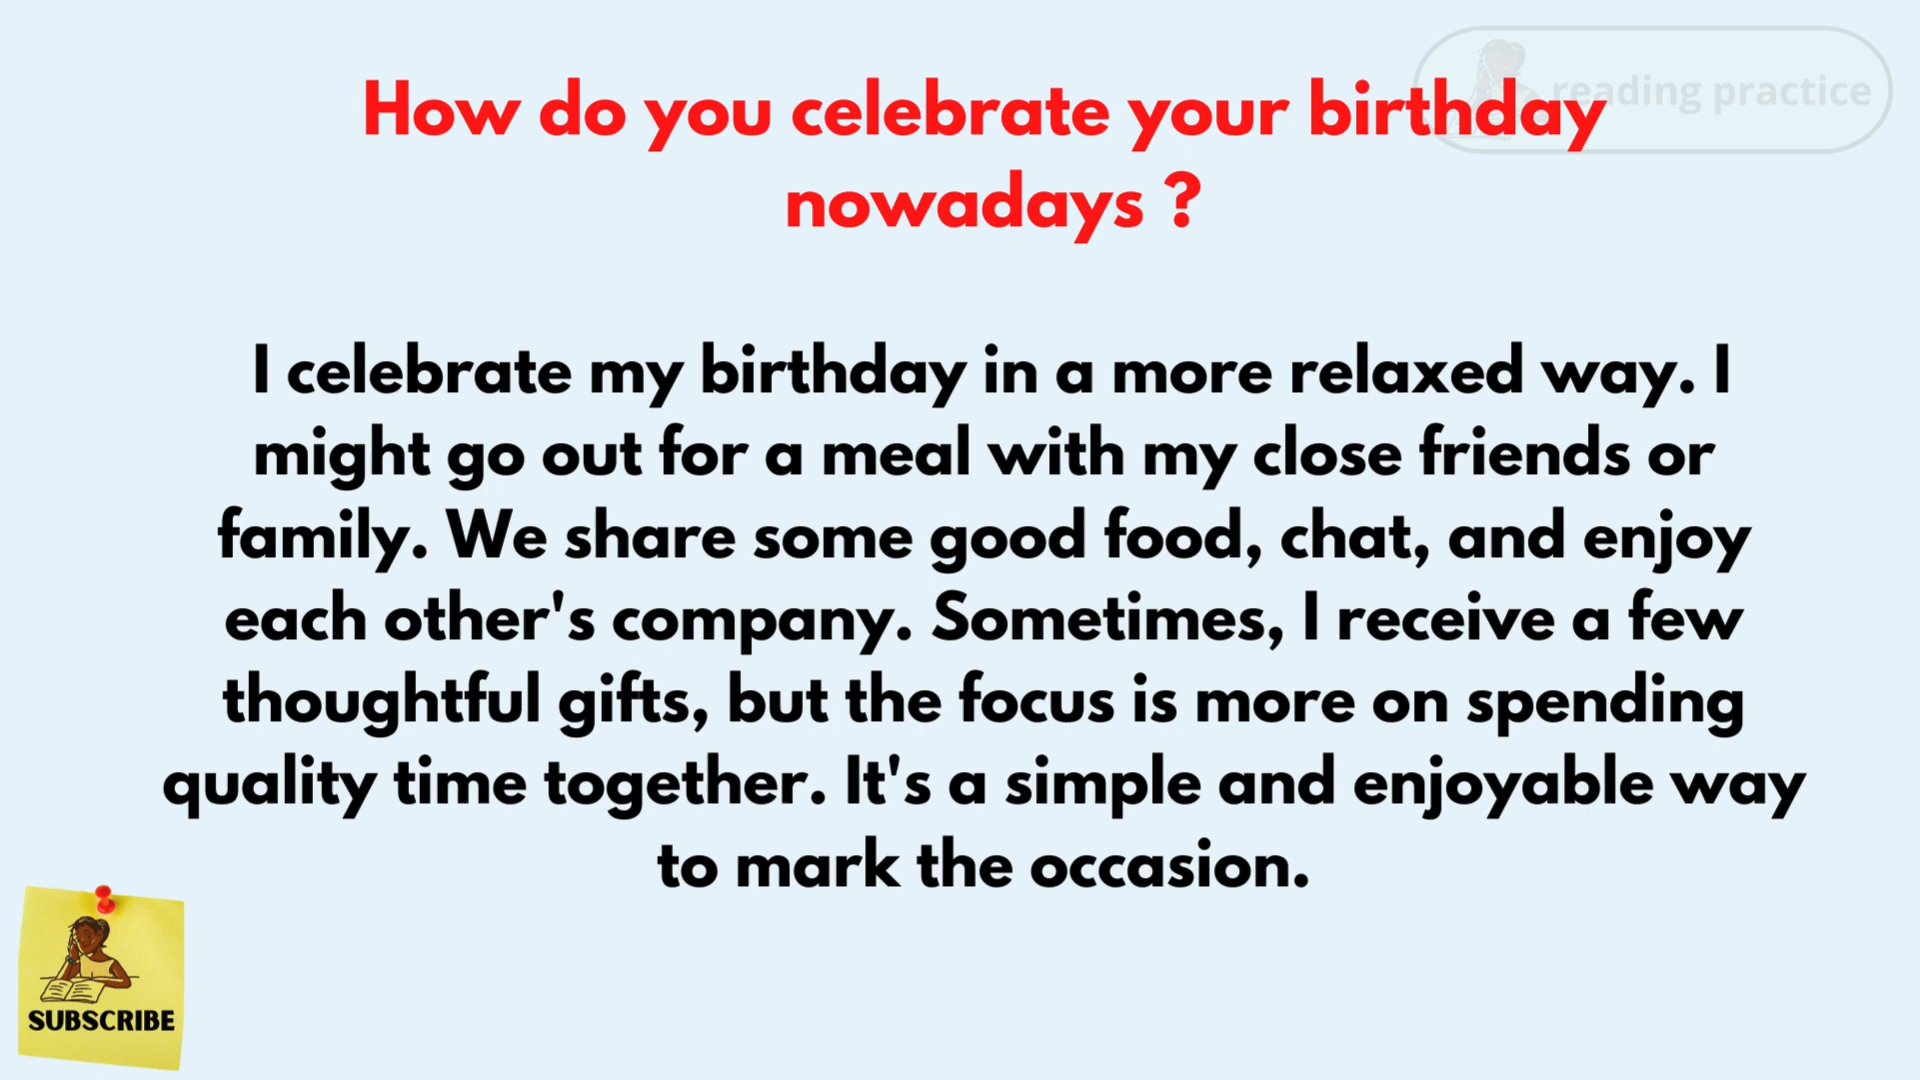 reading practice
How do you celebrate your birthday
nowadays ?
I celebrate my birthday in a more relaxed way. I
might go out for a meal with my close friends or
family. We share some good food, chat, and enjoy
each other's company. Sometimes, I receive a few
thoughtful gifts, but the focus is more on spending
quality time together. It's a simple and enjoyable way
to mark the occasion.
SUBSCRIBE